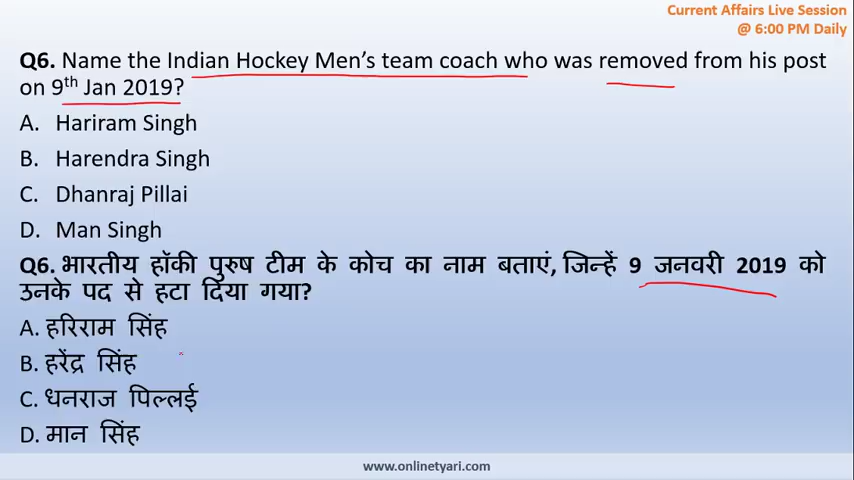 Current Affairs Live Session
@ 6:00 PM Daily
Q6. Name the Indian Hockey Men's team coach who was removed from his post
on 9th Jan 2019?
A. Hariram Singh
B. Harendra Singh
C. Dhanraj Pillai
D. Man Singh
Q6. भारतीय हॉकी पुरुष टीम के कोच का नाम बताएं, जिन्हें 9 जनवरी 2019 को
उनके पद से हटा दिया गया?
A. हरिराम सिंह
B. हरेंद्र सिंह
C. धनराज पिल्लई
D. मान सिंह
www.onlinetyari.com